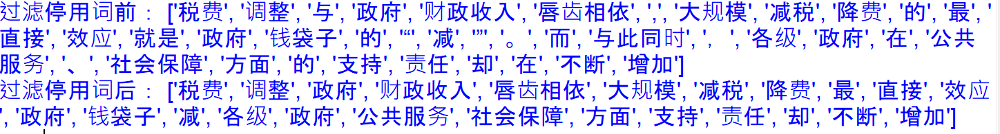 过滤停用词前： ['税费', '调整', '与', '政府', '财政收入', '唇齿相依', ',', '大规模', '减税', '降费', '的', '最', '
直接', '效应', '就是', '政府', '钱袋子', '的', '“', '减', '”', '。', '而', '与此同时', '，', '各级', '政府', '在', '公共
服务', '、', '社会保障', '方面', '的', '支持', '责任', '却', '在', '不断', '增加']
过滤停用词后： ['税费', '调整', '政府', '财政收入', '唇齿相依', '大规模', '减税', '降费', '最', '直接', '效应
', '政府', '钱袋子', '减', '各级', '政府', '公共服务', '社会保障', '方面', '支持', '责任', '却', '不断', '增加']